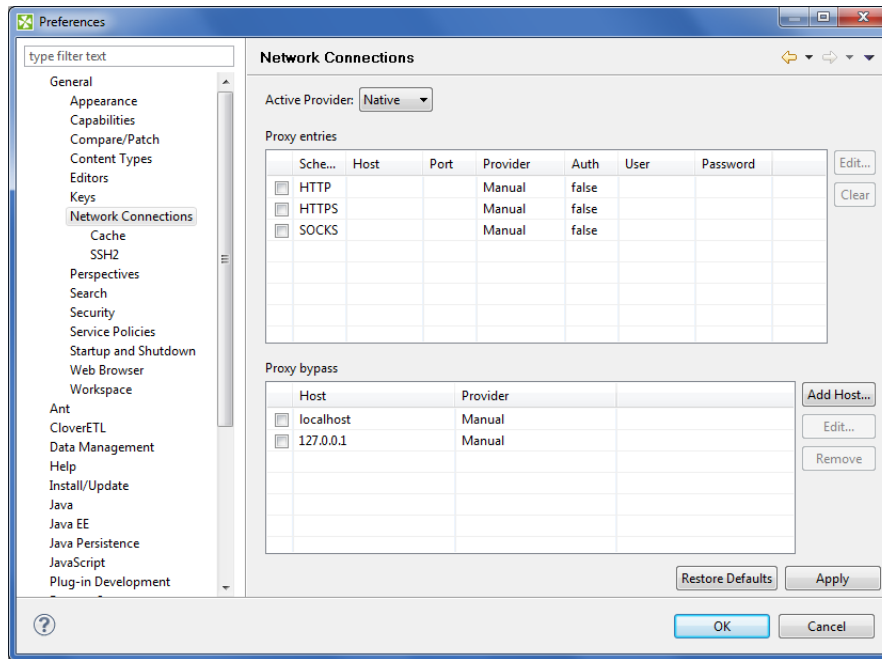 Preferences
type filter text
General
Appearance
Capabilities
Compare/Patch
Content Types
Editors
Keys
Network Connections
Cache
SSH2
Perspectives
Search
Security
Service Policies
Startup and Shutdown
Web Browser
Workspace
Ant
CloverETL
Data Management
Help
Install/Update
Java
Java EE
Java Persistence
JavaScript
Plug-in Development
Network Connections
Active Provider: Native
Proxy entries
Sche... Host Port Provider Auth User Password
HTTP Manual false
HTTPS Manual false
SOCKS Manual false
Edit...
Clear
Proxy bypass
Host Provider
localhost Manual
127.0.0.1 Manual
Add Host...
Edit...
Remove
Restore Defaults Apply
OK Cancel